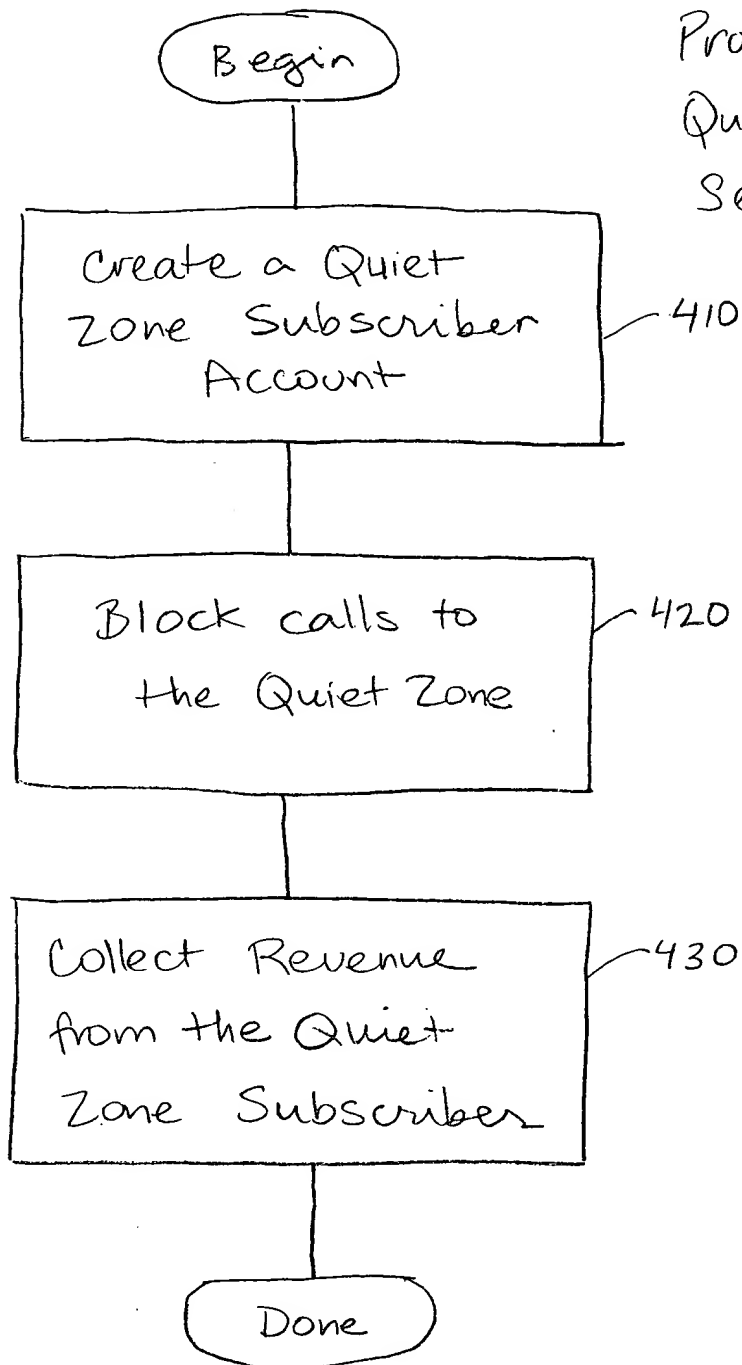 Begin
Create a Quiet
Zone Subscriber
Account
410
Block calls to
the Quiet Zone
420
Collect Revenue
from the Quiet
Zone Subscriber
430
Done